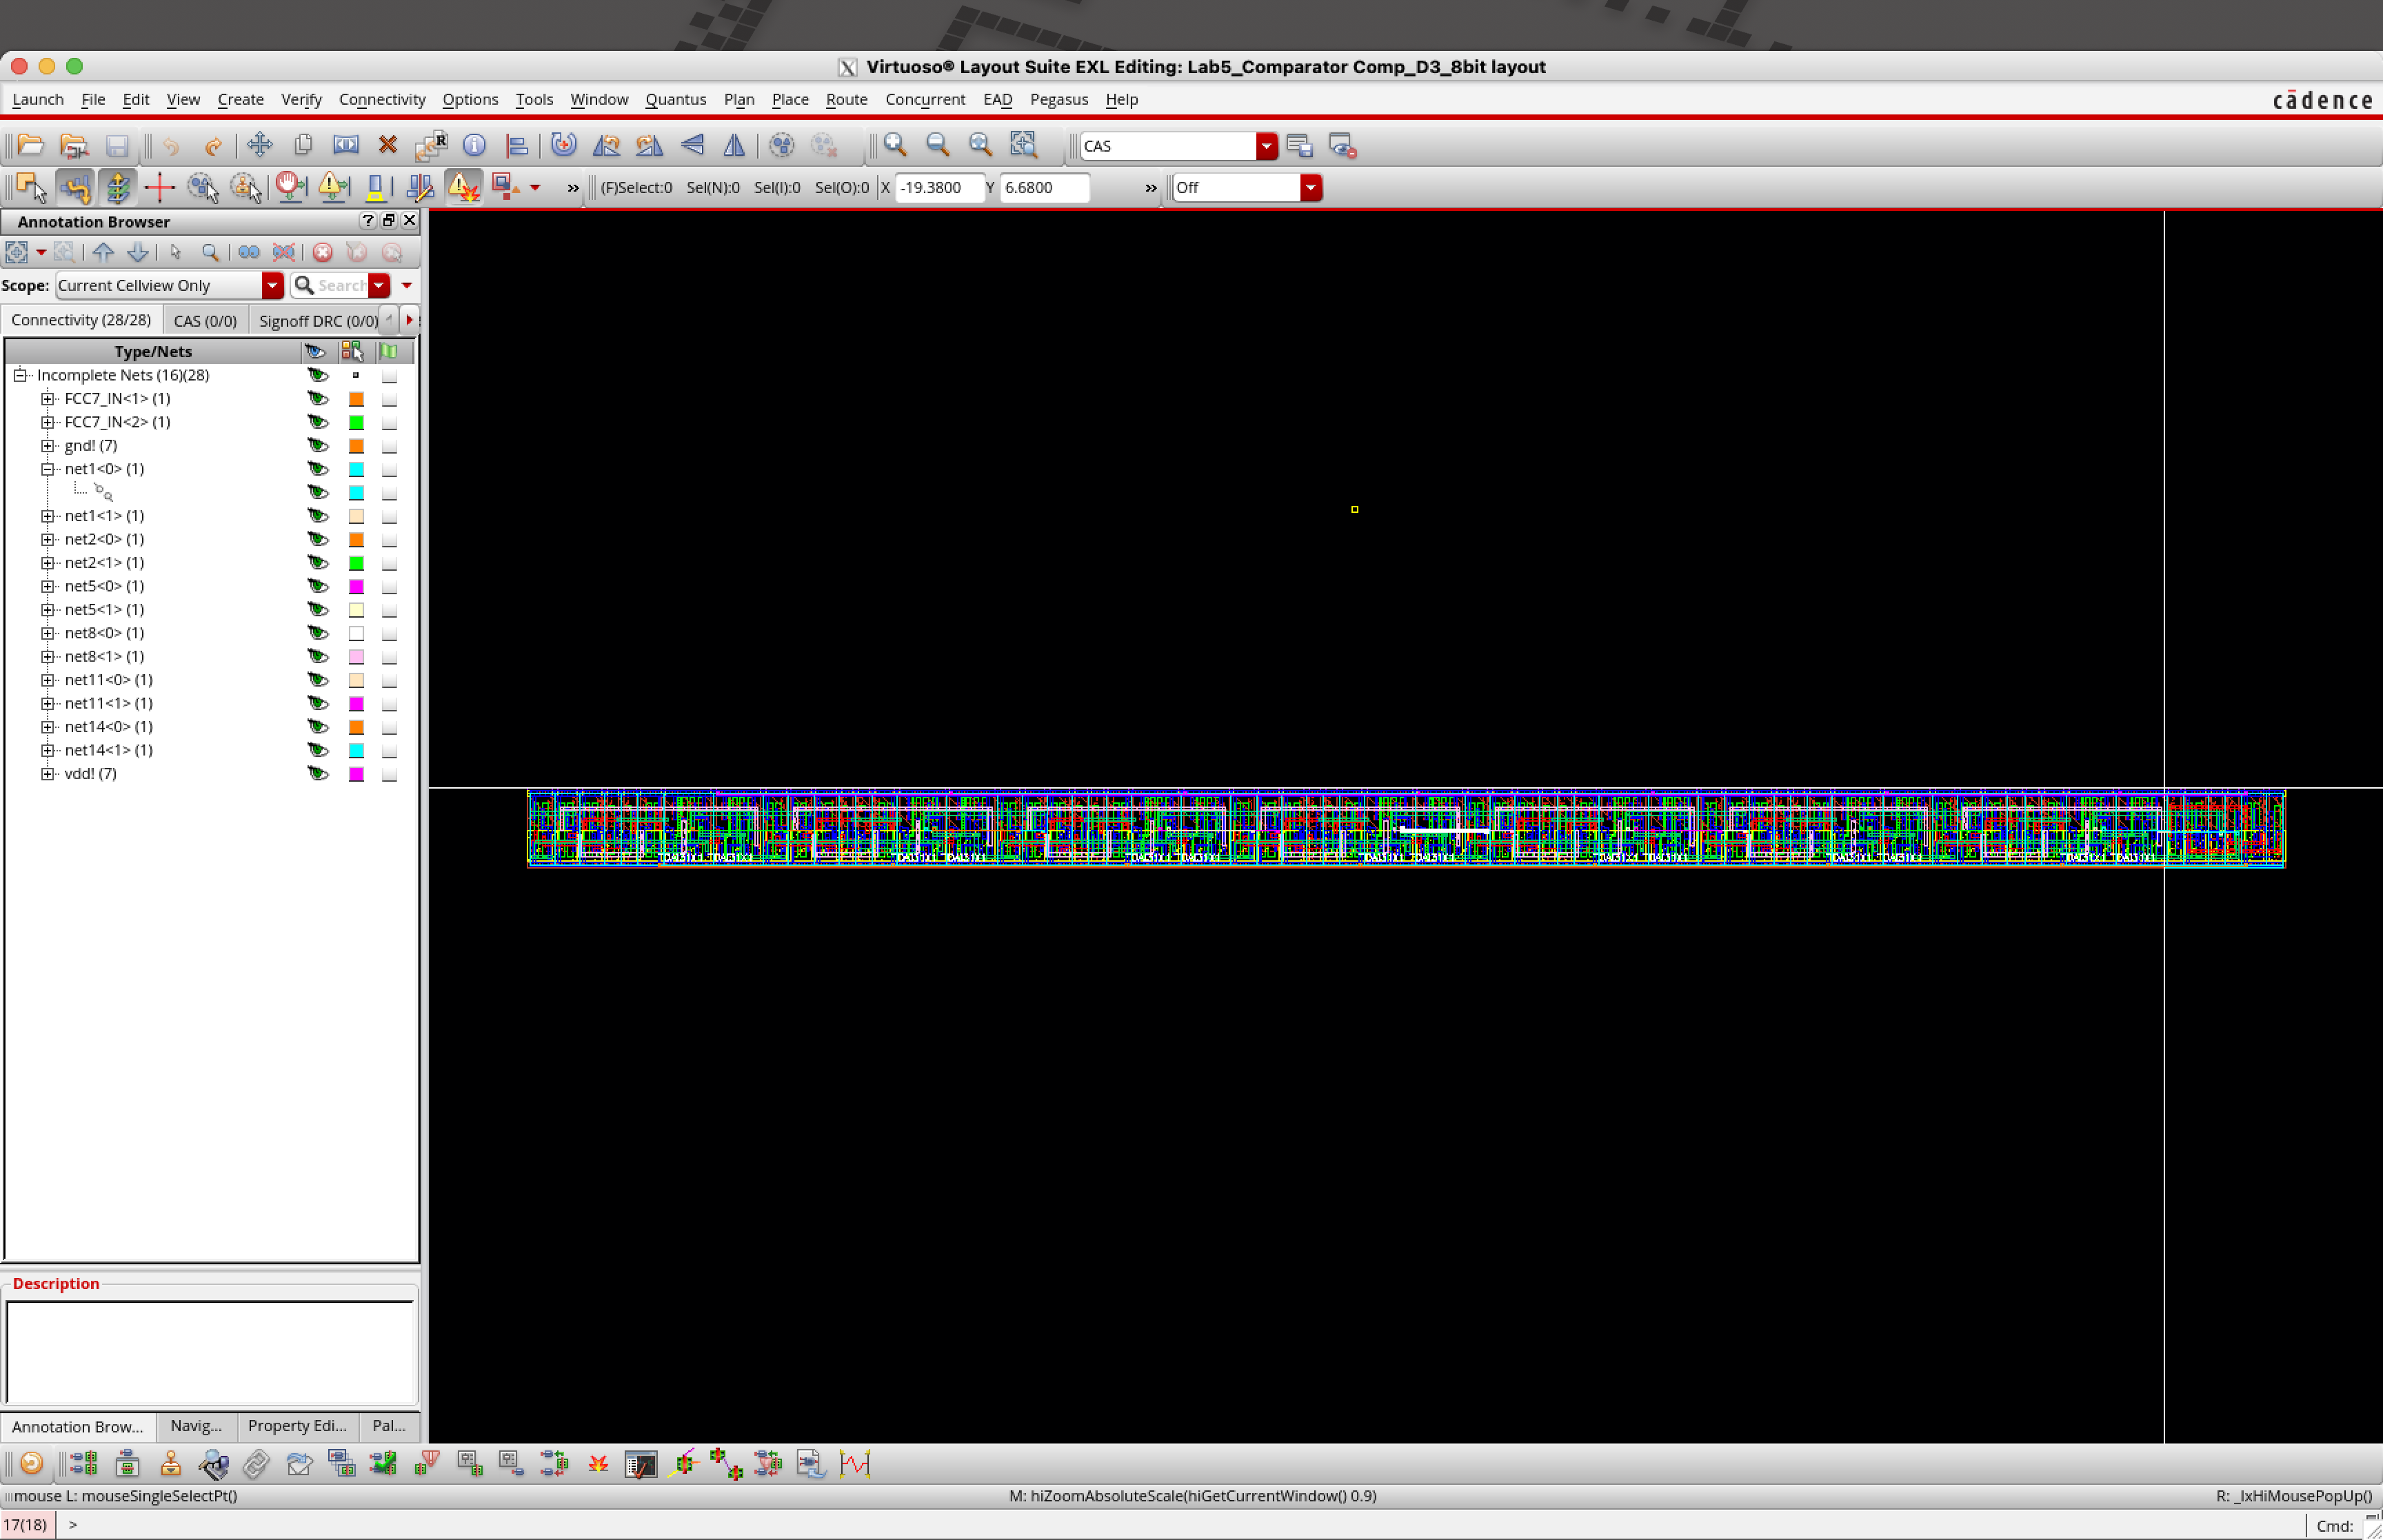 Virtuoso® Layout Suite EXL Editing: Lab5_Comparator Comp_D3_8bit layout
Launch File Edit View Create Verify Connectivity Options Tools Window Quantus Plan Place Route Concurrent EAD Pegasus Help
cādence
CAS
(F)Select:0 Sel(N):0 Sel(I):0 Sel(O):0 X -19.3800 Y 6.6800 » Off
Annotation Browser
Scope: Current Cellview Only Search
Connectivity (28/28) CAS (0/0) Signoff DRC (0/0)
Type/Nets
Incomplete Nets (16)(28)
FCC7_IN<1> (1)
FCC7_IN<2> (1)
gnd! (7)
net1<0> (1)
net1<1> (1)
net2<0> (1)
net2<1> (1)
net5<0> (1)
net5<1> (1)
net8<0> (1)
net8<1> (1)
net11<0> (1)
net11<1> (1)
net14<0> (1)
net14<1> (1)
vdd! (7)
Description
Annotation Brow... Navig... Property Edi... Pal...
mouse L: mouseSingleSelectPt() M: hiZoomAbsoluteScale(hiGetCurrentWindow() 0.9) R: _lxHiMousePopUp()
17(18) > Cmd: